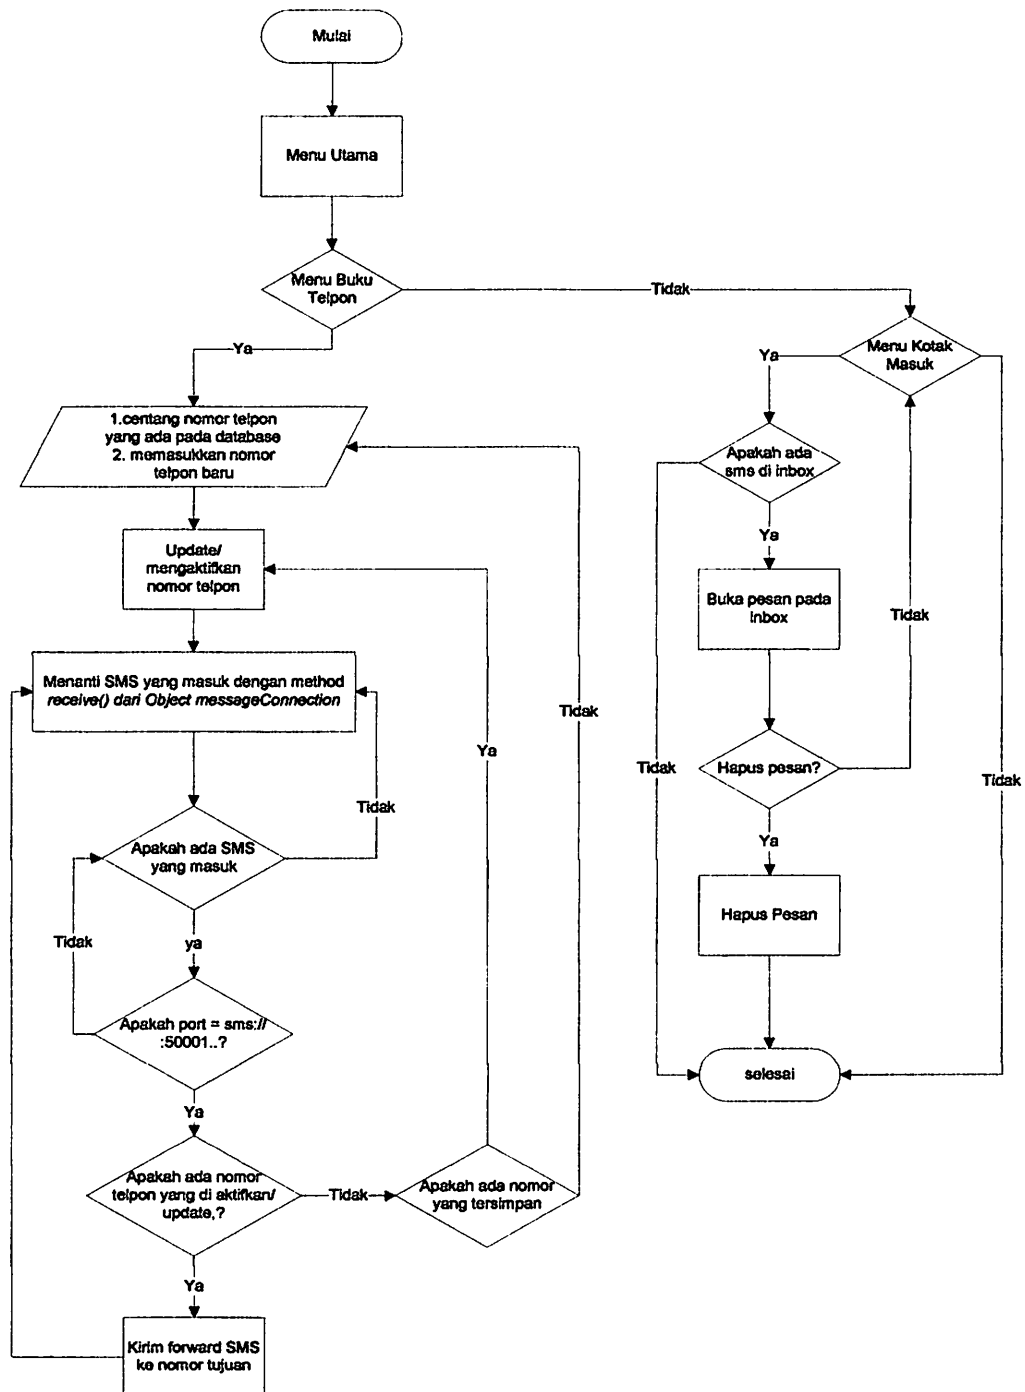 Mulai
Menu Utama
Menu Buku
Telpon
Tidak
Ya
Menu Kotak
Masuk
Ya
1.centang nomor telpon
yang ada pada database
2. memasukkan nomor
telpon baru
Apakah ada
sms di inbox
Ya
Update/
mengaktifkan
nomor telpon
Buka pesan pada
inbox
Tidak
Menanti SMS yang masuk dengan method
receive() dari Object messageConnection
Tidak
Ya
Hapus pesan?
Tidak
Tidak
Tidak
Apakah ada SMS
yang masuk
Ya
Hapus Pesan
Tidak
ya
Apakah port = sms://
:50001..?
selesai
Ya
Apakah ada nomor
telpon yang di aktifkan/
update,?
Tidak
Apakah ada nomor
yang tersimpan
Ya
Kirim forward SMS
ke nomor tujuan